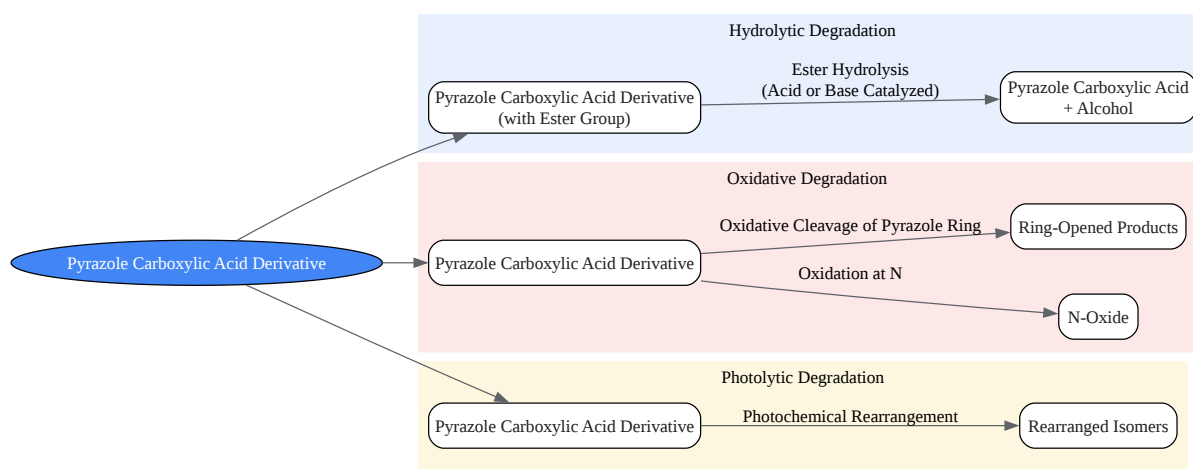 Hydrolytic Degradation
Pyrazole Carboxylic Acid Derivative
(with Ester Group)
Ester Hydrolysis
(Acid or Base Catalyzed)
Pyrazole Carboxylic Acid
+ Alcohol
Pyrazole Carboxylic Acid Derivative
Oxidative Degradation
Pyrazole Carboxylic Acid Derivative
Oxidative Cleavage of Pyrazole Ring
Ring-Opened Products
Oxidation at N
N-Oxide
Photolytic Degradation
Pyrazole Carboxylic Acid Derivative
Photochemical Rearrangement
Rearranged Isomers